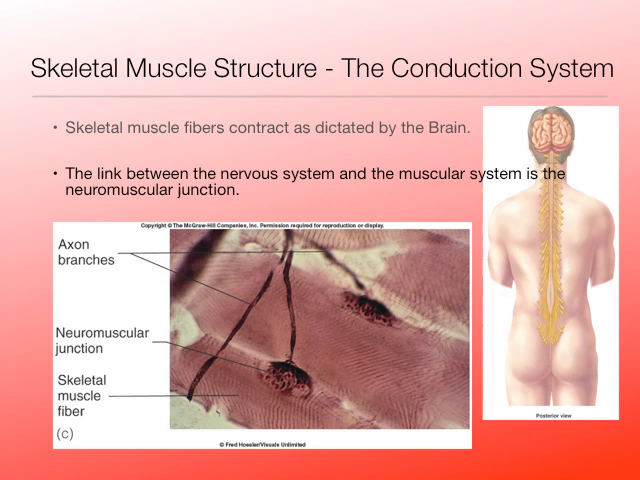 Skeletal Muscle Structure - The Conduction System
• Skeletal muscle fibers contract as dictated by the Brain.
• The link between the nervous system and the muscular system is the
neuromuscular junction.
Copyright © The McGraw-Hill Companies, Inc. Permission required for reproduction or display.
Axon
branches
Neuromuscular
junction
Skeletal
muscle
fiber
(c)
© Fred Hossler/Visuals Unlimited
Posterior view